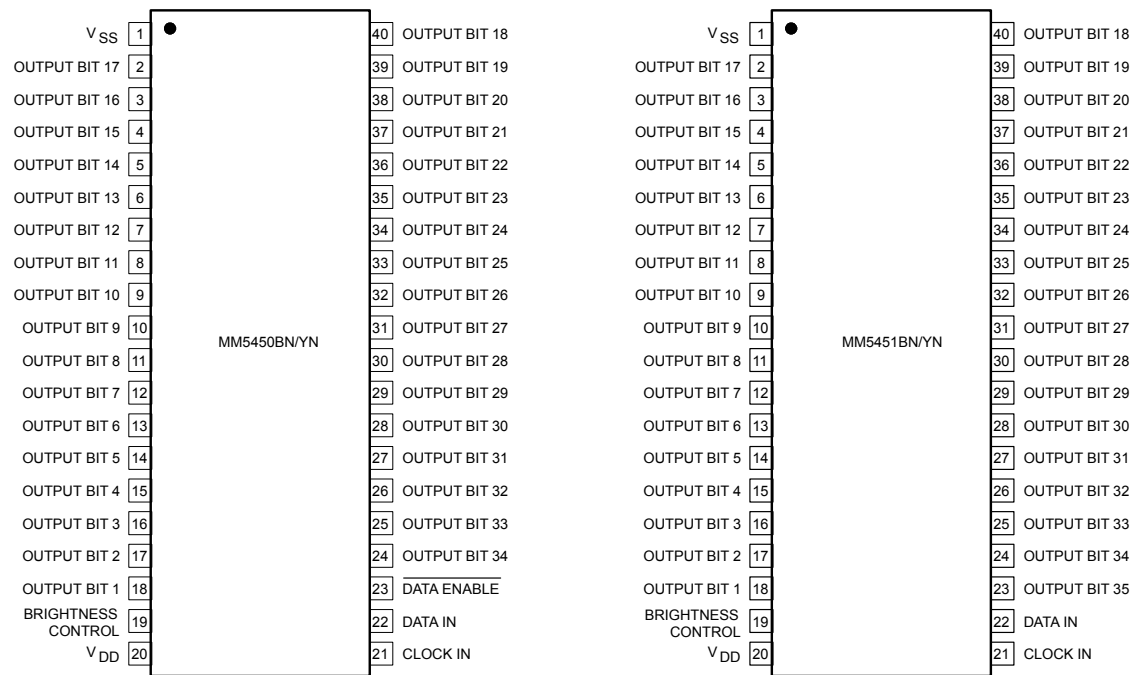 V SS 1
OUTPUT BIT 17 2
OUTPUT BIT 16 3
OUTPUT BIT 15 4
OUTPUT BIT 14 5
OUTPUT BIT 13 6
OUTPUT BIT 12 7
OUTPUT BIT 11 8
OUTPUT BIT 10 9
OUTPUT BIT 9 10
OUTPUT BIT 8 11
OUTPUT BIT 7 12
OUTPUT BIT 6 13
OUTPUT BIT 5 14
OUTPUT BIT 4 15
OUTPUT BIT 3 16
OUTPUT BIT 2 17
OUTPUT BIT 1 18
BRIGHTNESS
CONTROL 19
V DD 20
MM5450BN/YN
40 OUTPUT BIT 18
39 OUTPUT BIT 19
38 OUTPUT BIT 20
37 OUTPUT BIT 21
36 OUTPUT BIT 22
35 OUTPUT BIT 23
34 OUTPUT BIT 24
33 OUTPUT BIT 25
32 OUTPUT BIT 26
31 OUTPUT BIT 27
30 OUTPUT BIT 28
29 OUTPUT BIT 29
28 OUTPUT BIT 30
27 OUTPUT BIT 31
26 OUTPUT BIT 32
25 OUTPUT BIT 33
24 OUTPUT BIT 34
23 DATA ENABLE
22 DATA IN
21 CLOCK IN
V SS 1
OUTPUT BIT 17 2
OUTPUT BIT 16 3
OUTPUT BIT 15 4
OUTPUT BIT 14 5
OUTPUT BIT 13 6
OUTPUT BIT 12 7
OUTPUT BIT 11 8
OUTPUT BIT 10 9
OUTPUT BIT 9 10
OUTPUT BIT 8 11
OUTPUT BIT 7 12
OUTPUT BIT 6 13
OUTPUT BIT 5 14
OUTPUT BIT 4 15
OUTPUT BIT 3 16
OUTPUT BIT 2 17
OUTPUT BIT 1 18
BRIGHTNESS
CONTROL 19
V DD 20
MM5451BN/YN
40 OUTPUT BIT 18
39 OUTPUT BIT 19
38 OUTPUT BIT 20
37 OUTPUT BIT 21
36 OUTPUT BIT 22
35 OUTPUT BIT 23
34 OUTPUT BIT 24
33 OUTPUT BIT 25
32 OUTPUT BIT 26
31 OUTPUT BIT 27
30 OUTPUT BIT 28
29 OUTPUT BIT 29
28 OUTPUT BIT 30
27 OUTPUT BIT 31
26 OUTPUT BIT 32
25 OUTPUT BIT 33
24 OUTPUT BIT 34
23 OUTPUT BIT 35
22 DATA IN
21 CLOCK IN